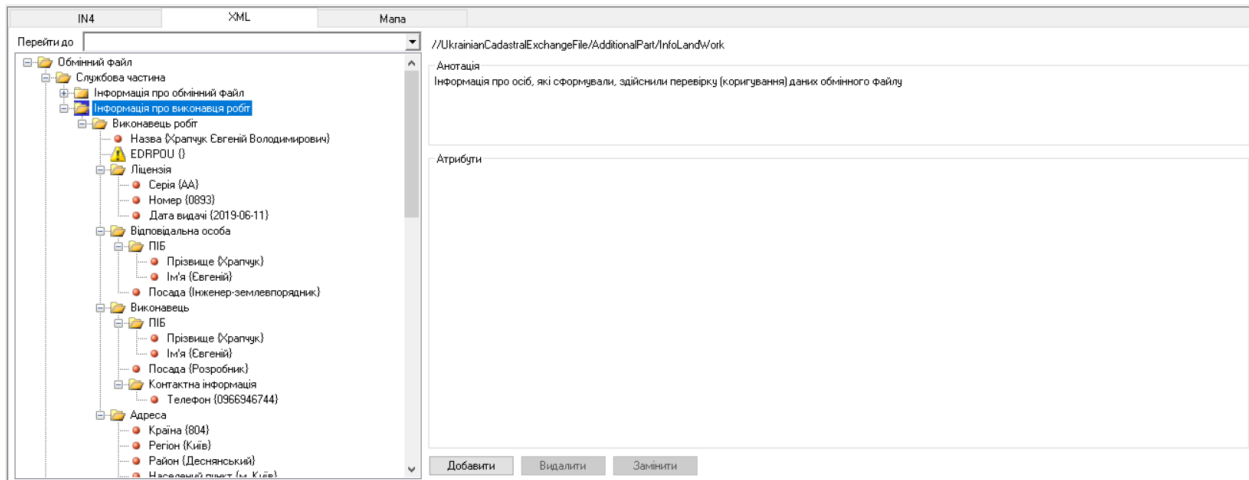 IN4
XML
Мапа
Перейти до
Обмінний файл
Службова частина
Інформація про обмінний файл
Інформація про виконавця робіт
Виконавець робіт
Назва {Храпчук Євгеній Володимирович}
EDRPOU {}
Ліцензія
Серія {АА}
Номер {0893}
Дата видачі {2019-06-11}
Відповідальна особа
ПІБ
Прізвище {Храпчук}
Ім'я {Євгеній}
Посада {Інженер-землевпорядник}
Виконавець
ПІБ
Прізвище {Храпчук}
Ім'я {Євгеній}
Посада {Розробник}
Контактна інформація
Телефон {0966946744}
Адреса
Країна {804}
Регіон {Київ}
Район {Деснянський}
Населений пункт {м. Київ}
//UkrainianCadastralExchangeFile/AdditionalPart/InfoLandWork
Анотація
Інформація про осіб, які сформували, здійснили перевірку (коригування) даних обмінного файлу
Атрибути
Добавити
Видалити
Замінити